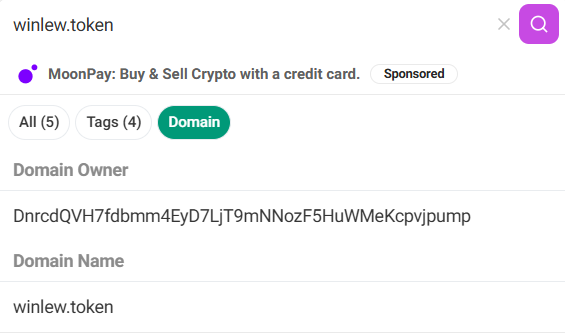 winlew.token
MoonPay: Buy & Sell Crypto with a credit card. Sponsored
All (5) Tags (4) Domain
Domain Owner
DnrcdQVH7fdbmm4EyD7LjT9mNNozF5HuWMeKcpvjpump
Domain Name
winlew.token